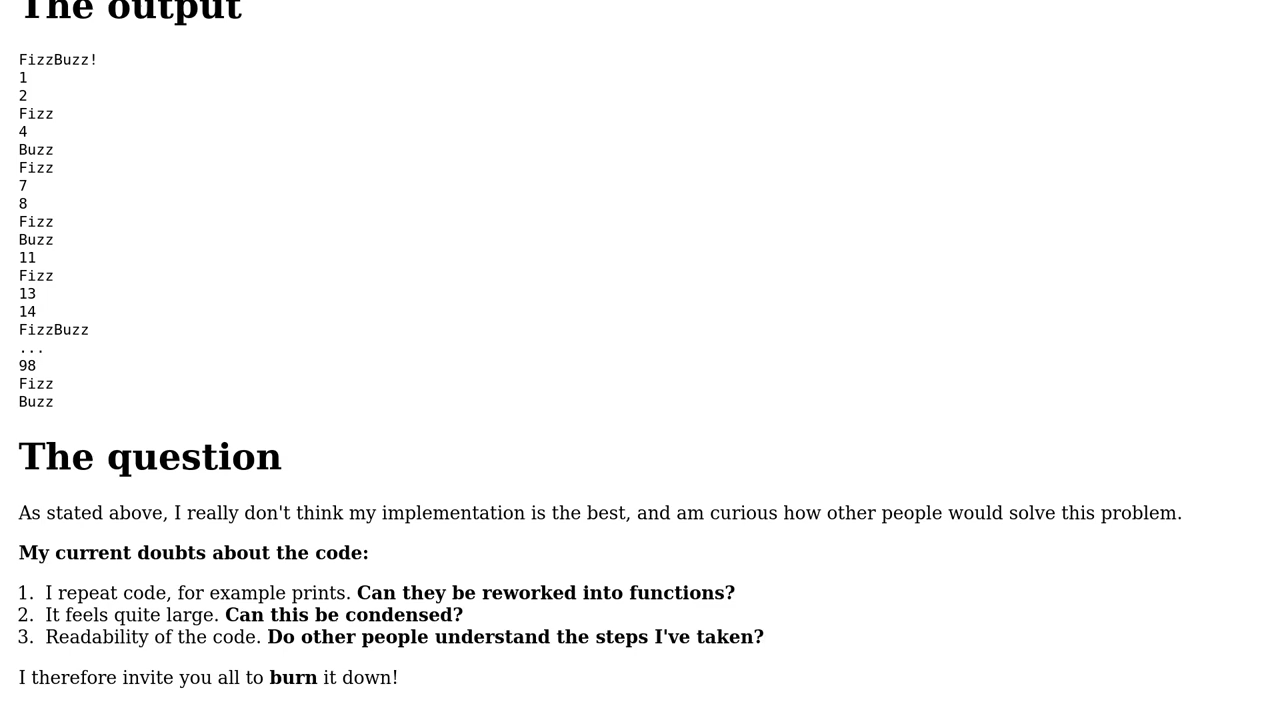 The output
FizzBuzz!
1
2
Fizz
4
Buzz
Fizz
7
8
Fizz
Buzz
11
Fizz
13
14
FizzBuzz
...
98
Fizz
Buzz
The question
As stated above, I really don't think my implementation is the best, and am curious how other people would solve this problem.
My current doubts about the code:
1. I repeat code, for example prints. Can they be reworked into functions?
2. It feels quite large. Can this be condensed?
3. Readability of the code. Do other people understand the steps I've taken?
I therefore invite you all to burn it down!